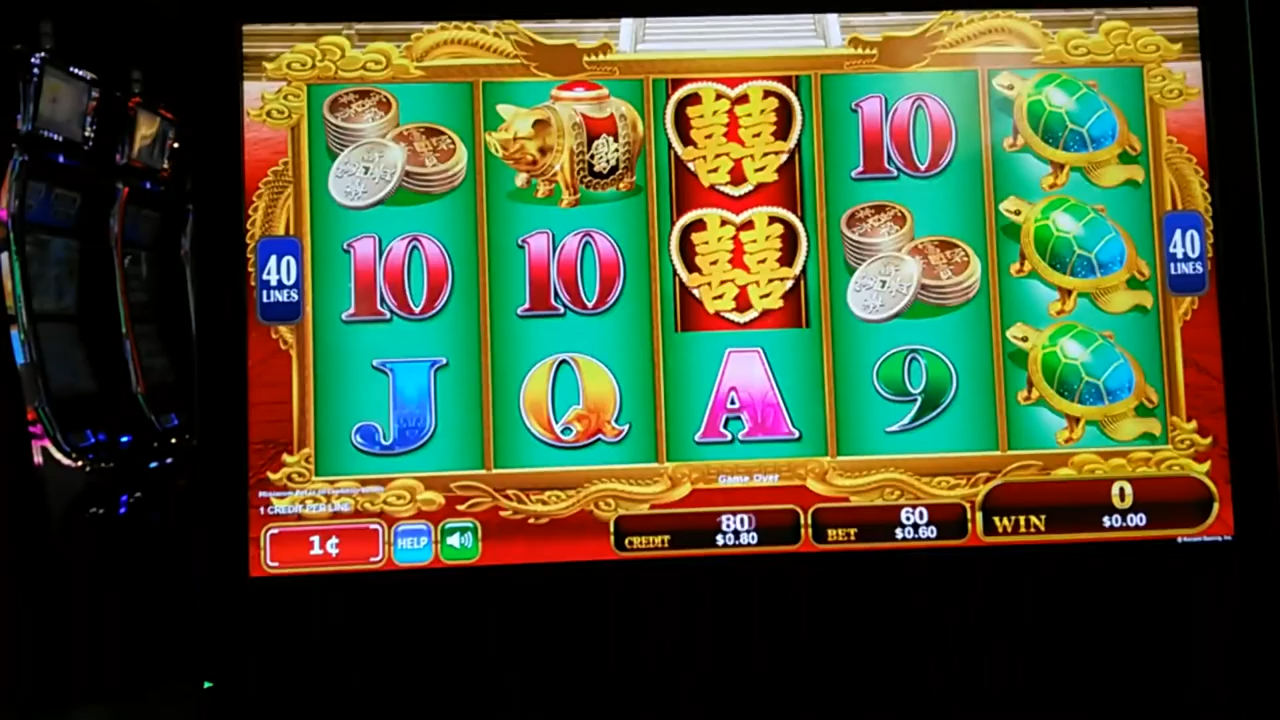 囍
10
囍
40
LINES
10
10
40
LINES
J
Q
A
9
Game Over
1 CREDIT PER LINE
1¢
HELP
CREDIT
80
$0.80
BET
60
$0.60
WIN
0
$0.00